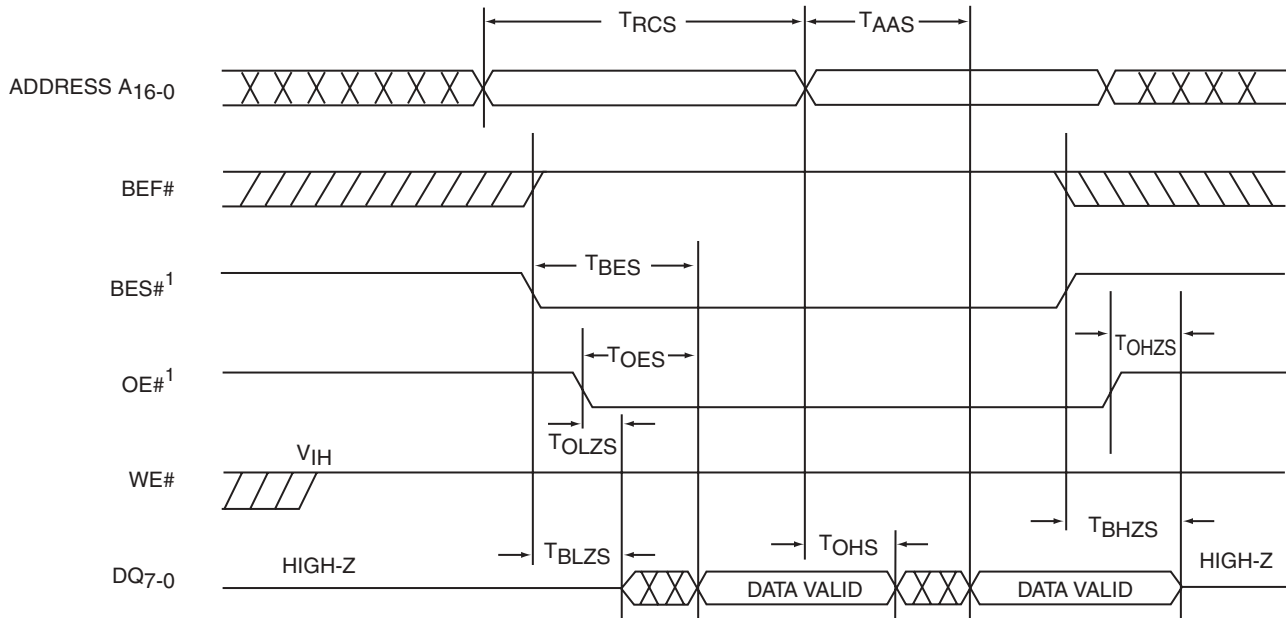 TRCS TAAS
ADDRESS A16-0
BEF#
TBES
BES#1
TOES TOHZS
OE#1
TOLZS
VIH
WE#
TBLZS TOHS TBHZS
HIGH-Z HIGH-Z
DQ7-0 DATA VALID DATA VALID